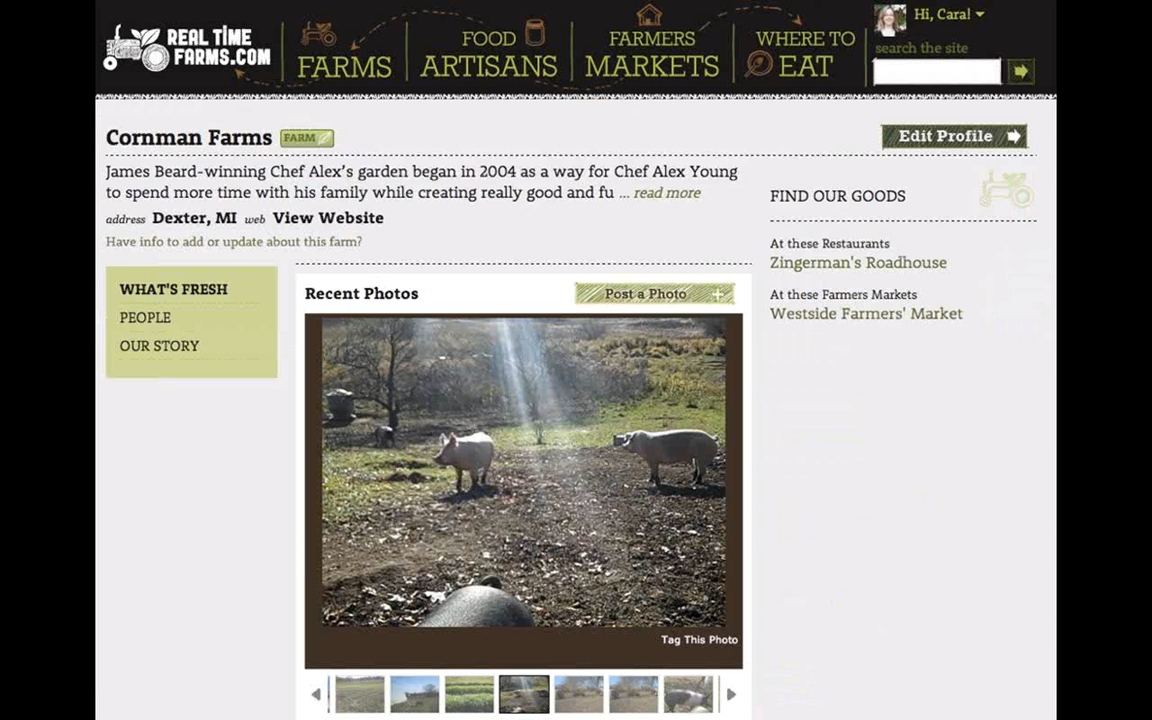 REAL TIME
FARMS.COM
FARMS
FOOD
ARTISANS
FARMERS
MARKETS
WHERE TO
EAT
Hi, Cara!
search the site
Cornman Farms FARM
Edit Profile
James Beard-winning Chef Alex's garden began in 2004 as a way for Chef Alex Young
to spend more time with his family while creating really good and fu ... read more
address Dexter, MI web View Website
Have info to add or update about this farm?
WHAT'S FRESH
PEOPLE
OUR STORY
Recent Photos
Post a Photo
Tag This Photo
FIND OUR GOODS
At these Restaurants
Zingerman's Roadhouse
At these Farmers Markets
Westside Farmers' Market